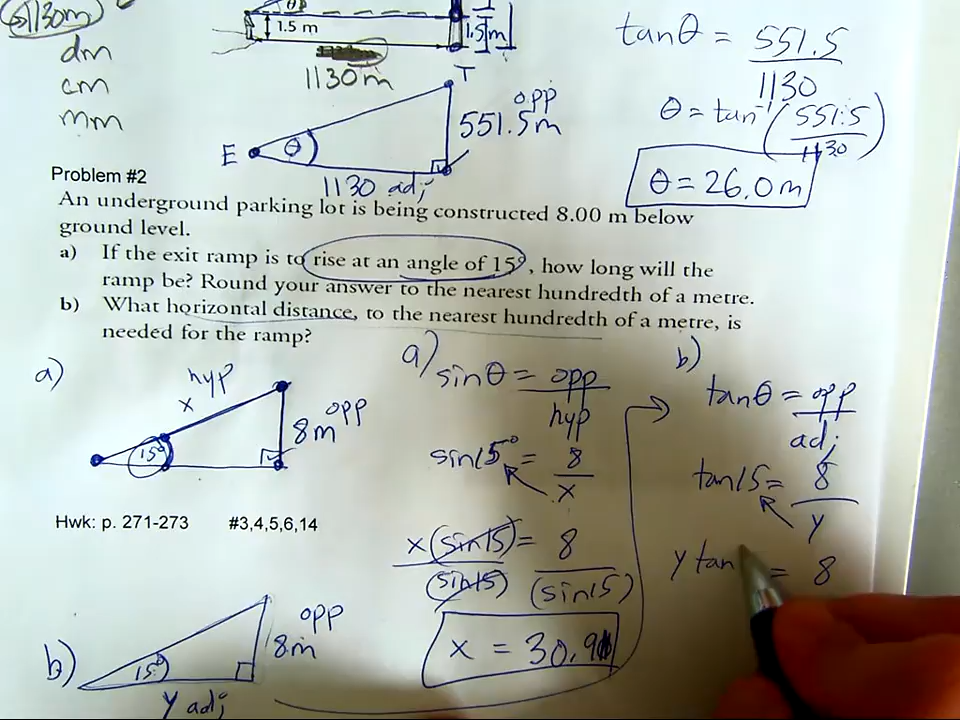 1130m
dm
cm
mm
θ
1.5 m
1.5 m
1130m
T
opp
551.5m
E
θ
1130 adj
tanθ = 551.5
1130
θ = tan⁻¹(551.5
1130)
θ = 26.0m
Problem #2
An underground parking lot is being constructed 8.00 m below
ground level.
a) If the exit ramp is to rise at an angle of 15°, how long will the
ramp be? Round your answer to the nearest hundredth of a metre.
b) What horizontal distance, to the nearest hundredth of a metre, is
needed for the ramp?
a)
hyp
x
opp
8m
15°
Hwk: p. 271-273 #3,4,5,6,14
b)
opp
8m
15°
y adj
a)
sinθ = opp
hyp
sin15° = 8
x
x(sin15) = 8
(sin15) (sin15)
x = 30.91
b)
tanθ = opp
adj
tan15 = 8
y
y tan = 8